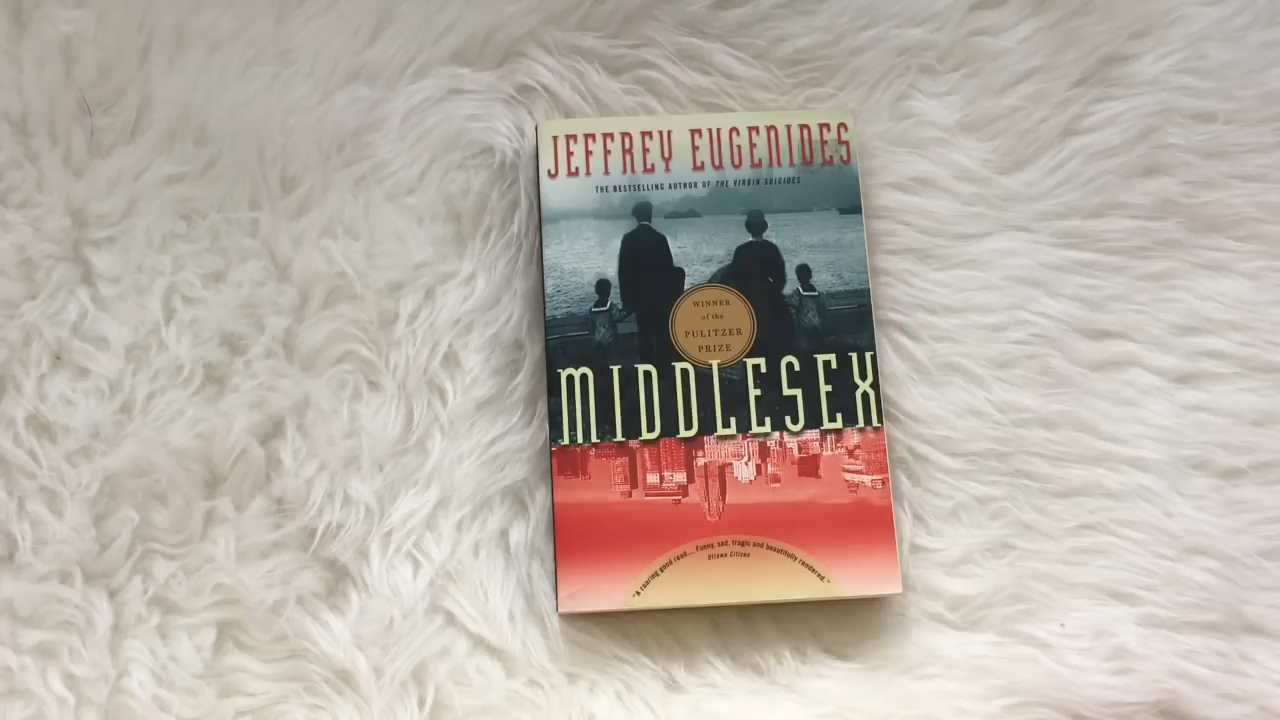 JEFFREY EUGENIDES
THE BESTSELLING AUTHOR OF THE VIRGIN SUICIDES
WINNER
of the
PULITZER
PRIZE
MIDDLESEX
"A roaring good read.... Funny, sad, tragic and beautifully rendered."
Ottawa Citizen